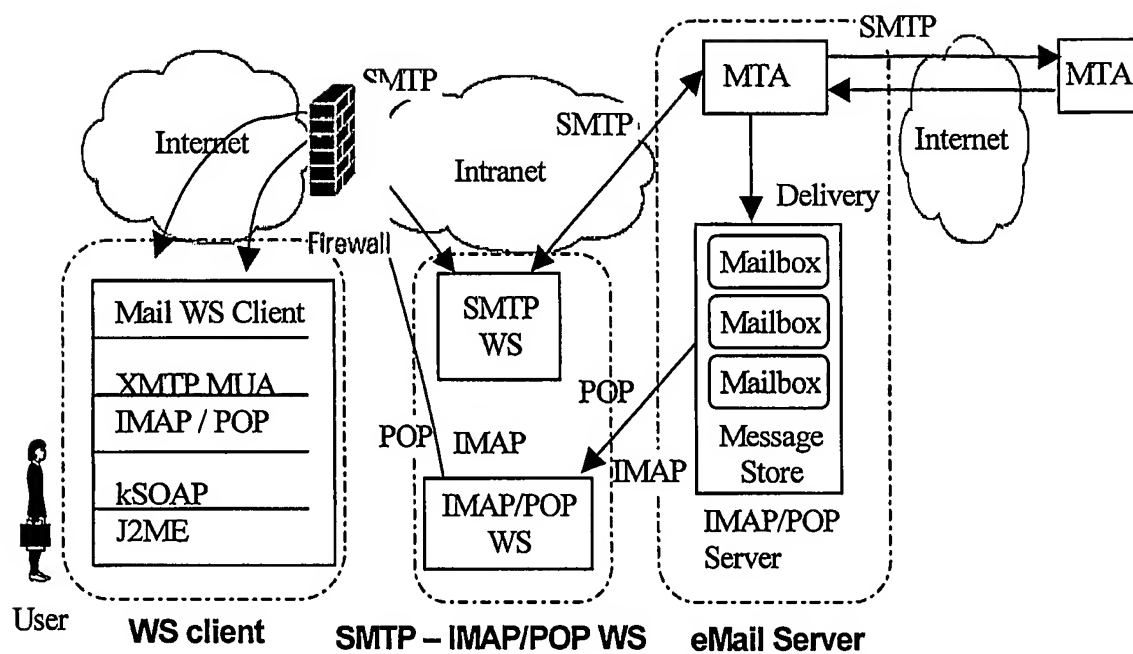 SMTP
MTA
MTA
SMTP
SMTP
Internet
Intranet
Internet
Delivery
Firewall
Mailbox
Mailbox
Mailbox
Message
Store
IMAP/POP
Server
Mail WS Client
XMTP MUA
IMAP / POP
kSOAP
J2ME
SMTP
WS
POP
POP
IMAP
IMAP
IMAP/POP
WS
User
WS client
SMTP – IMAP/POP WS
eMail Server